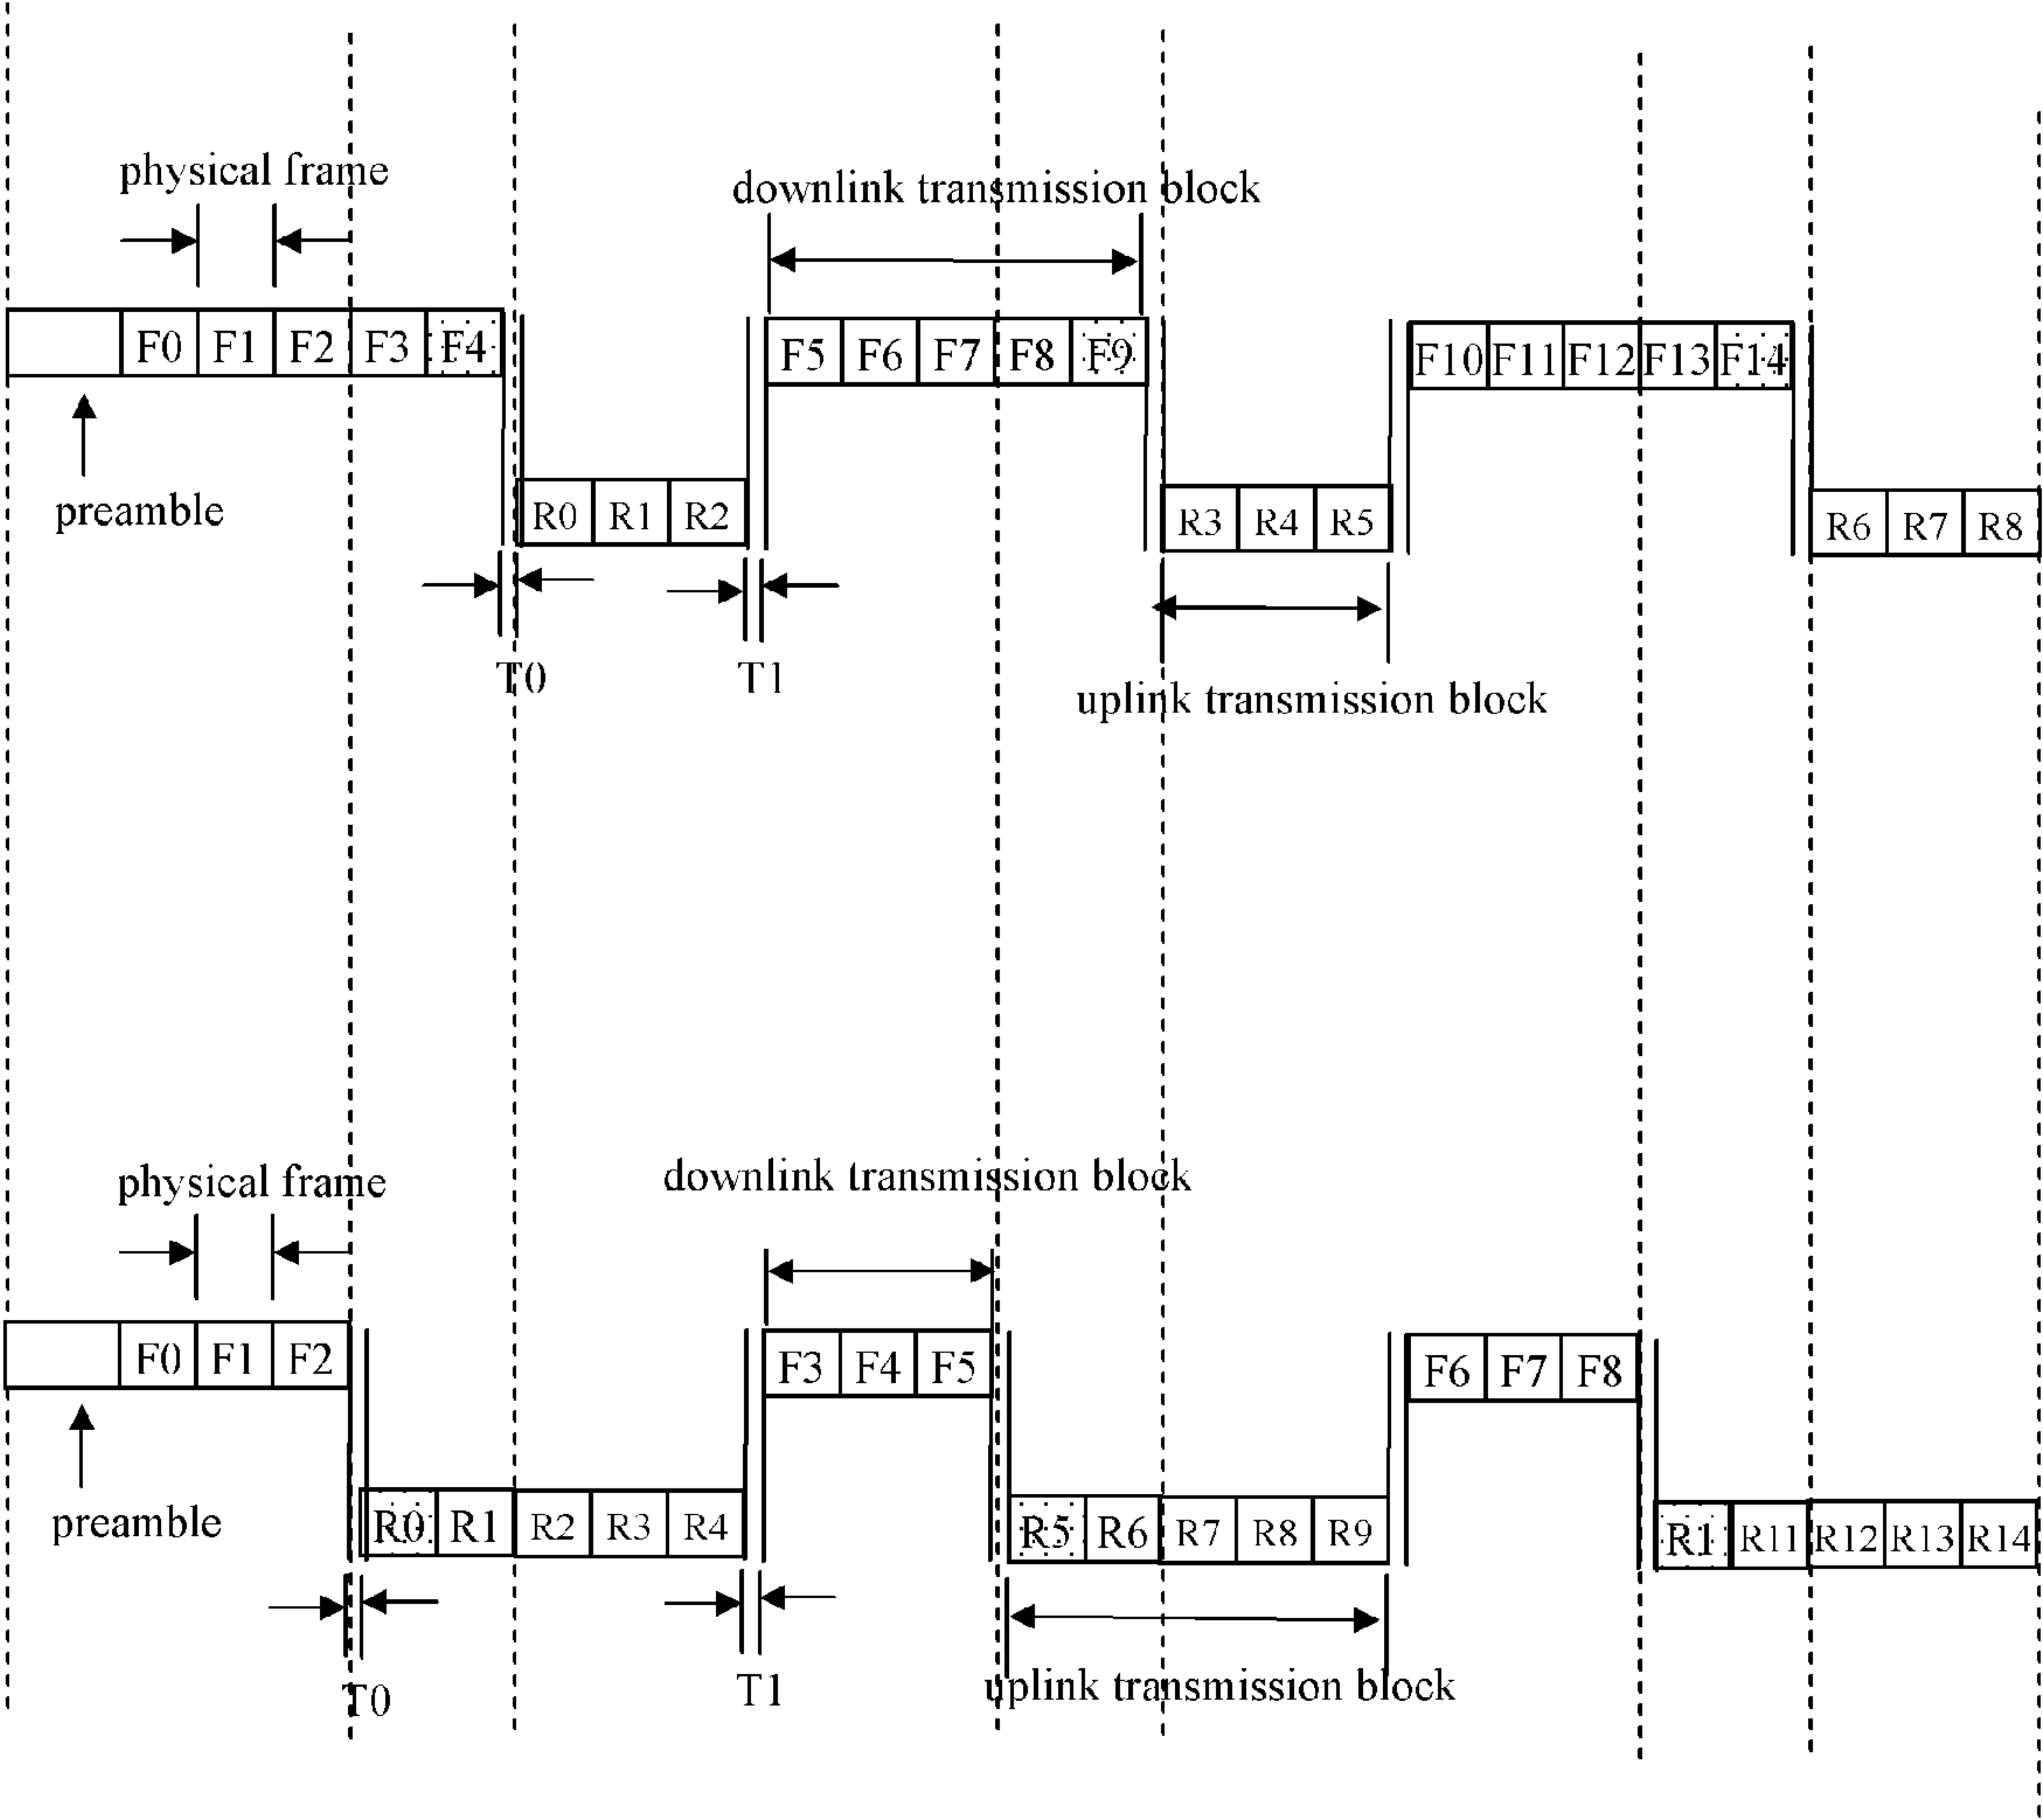 physical frame
downlink transmission block
F0 F1 F2 F3 F4 F5 F6 F7 F8 F9 F10 F11 F12 F13 F14
preamble
R0 R1 R2 R3 R4 R5 R6 R7 R8
T0 T1
uplink transmission block
physical frame
downlink transmission block
F0 F1 F2 F3 F4 F5 F6 F7 F8
preamble
R0 R1 R2 R3 R4 R5 R6 R7 R8 R9 R1 R11 R12 R13 R14
T0 T1
uplink transmission block